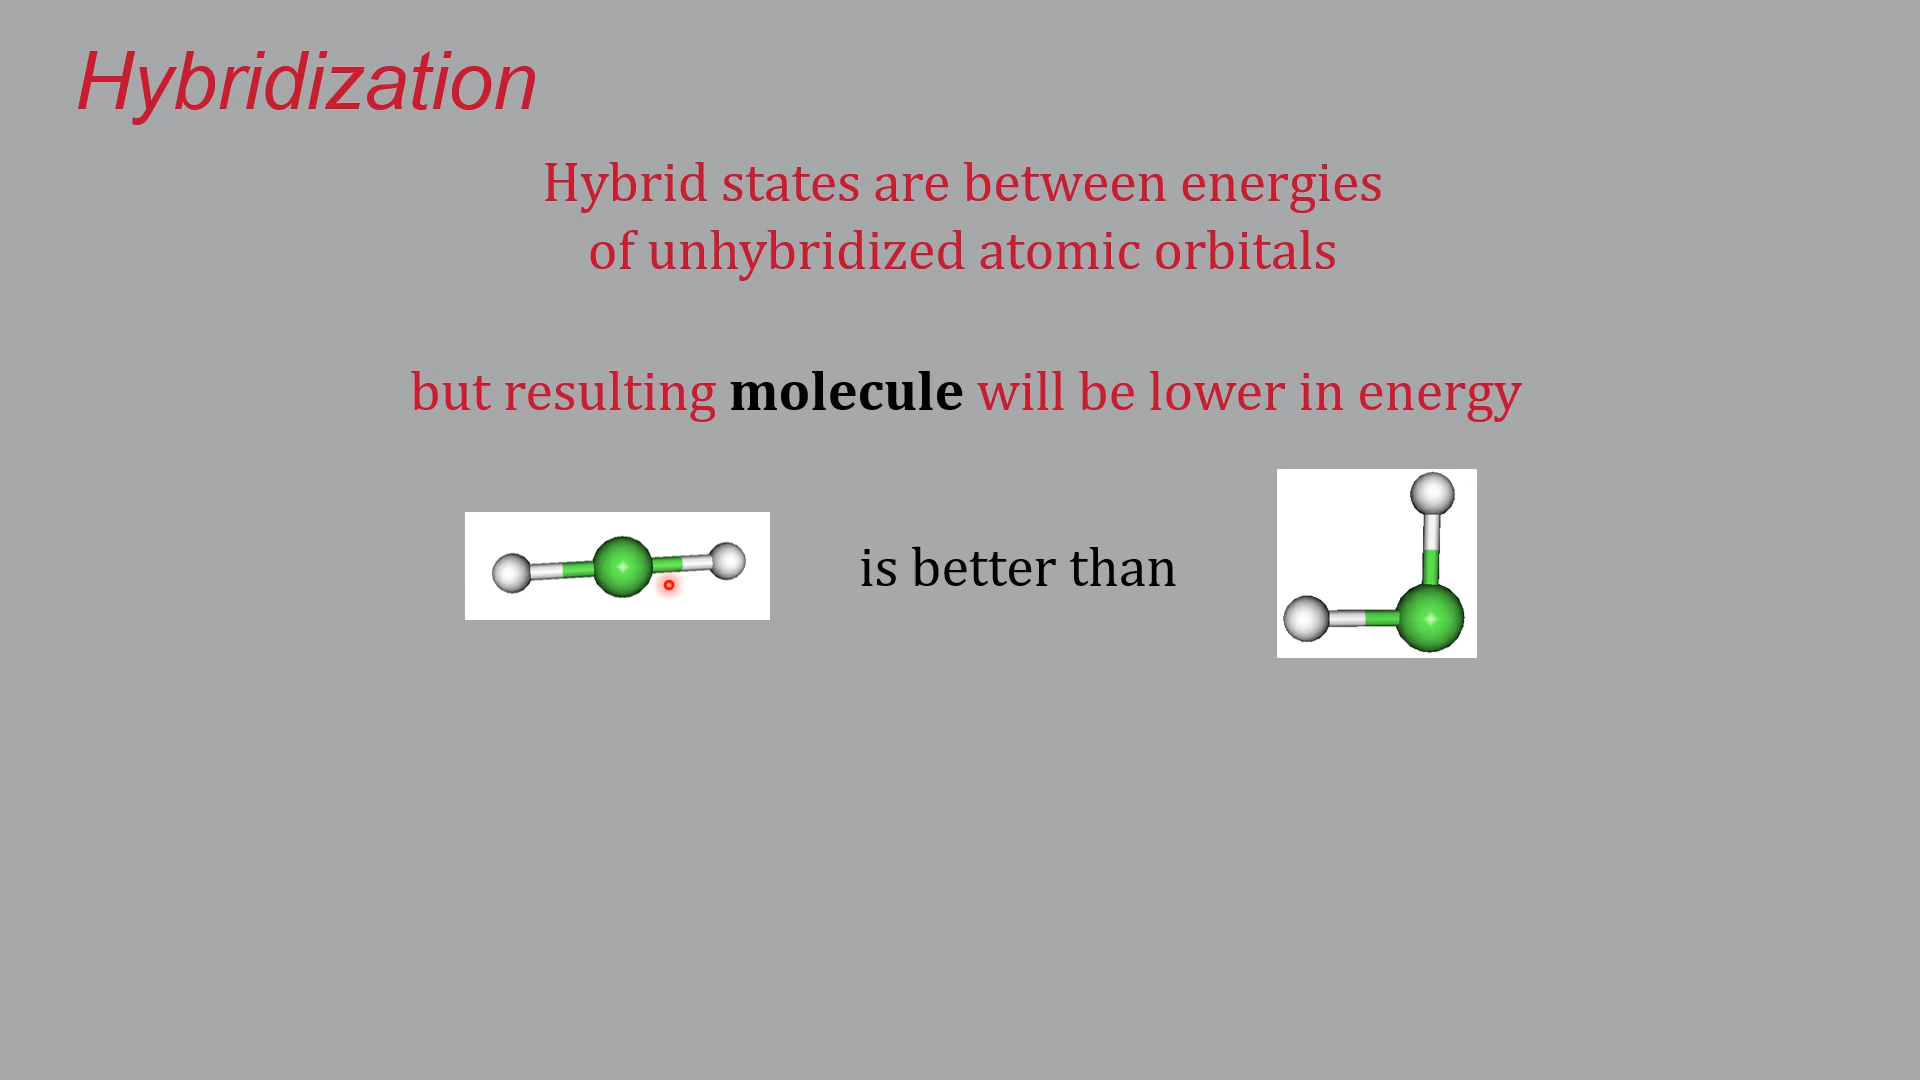 Hybridization
Hybrid states are between energies
of unhybridized atomic orbitals
but resulting molecule will be lower in energy
is better than